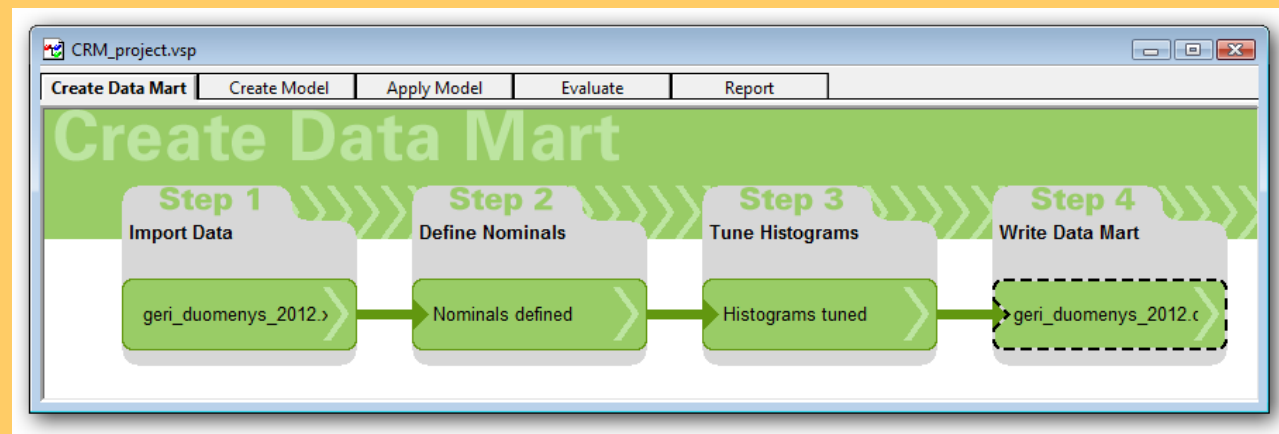 CRM_project.vsp
Create Data Mart Create Model Apply Model Evaluate Report
Create Data Mart
Step 1 Step 2 Step 3 Step 4
Import Data Define Nominals Tune Histograms Write Data Mart
geri_duomenys_2012.x Nominals defined Histograms tuned geri_duomenys_2012.c